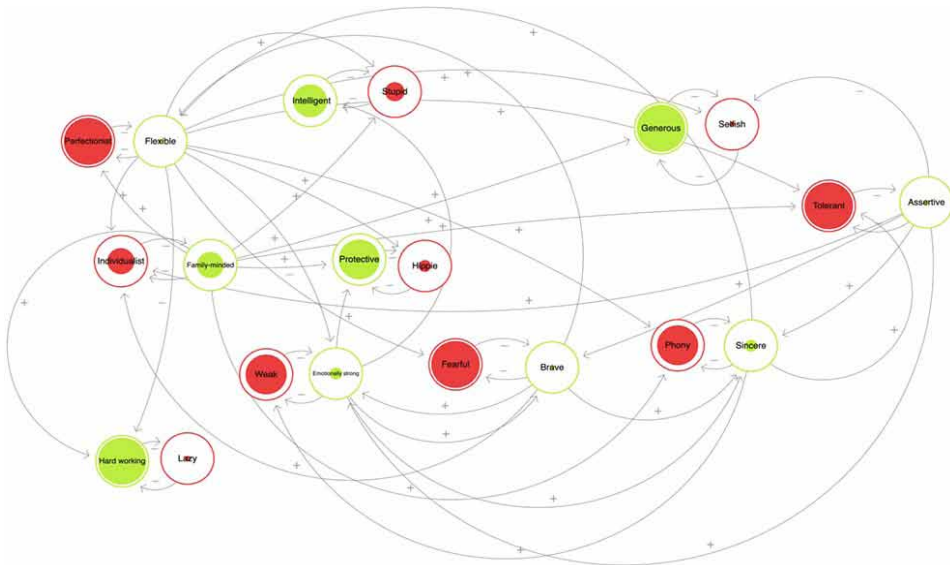 Stupid
Intelligent
Selfish
Generous
Perfectionist
Flexible
Tolerant
Assertive
Individualist
Family-minded
Protective
Hippie
Phony
Sincere
Fearful
Brave
Weak
Emotionely strong
Hard working
Lazy